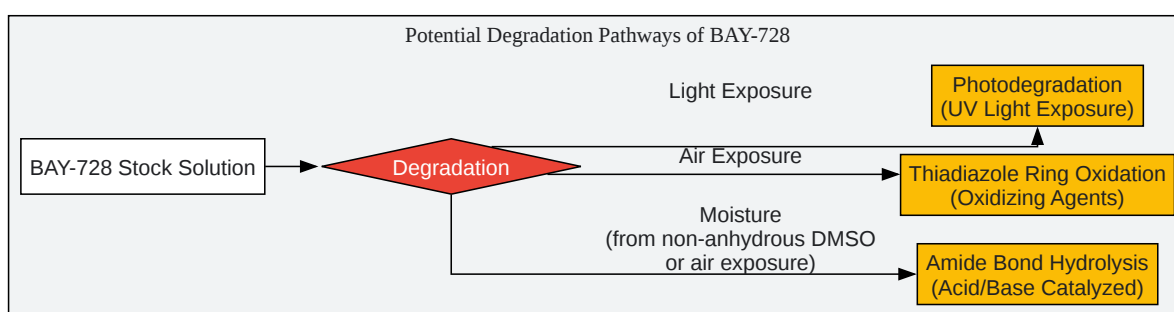 Potential Degradation Pathways of BAY-728
Light Exposure
Photodegradation
(UV Light Exposure)
BAY-728 Stock Solution
Degradation
Air Exposure
Thiadiazole Ring Oxidation
(Oxidizing Agents)
Moisture
(from non-anhydrous DMSO
or air exposure)
Amide Bond Hydrolysis
(Acid/Base Catalyzed)